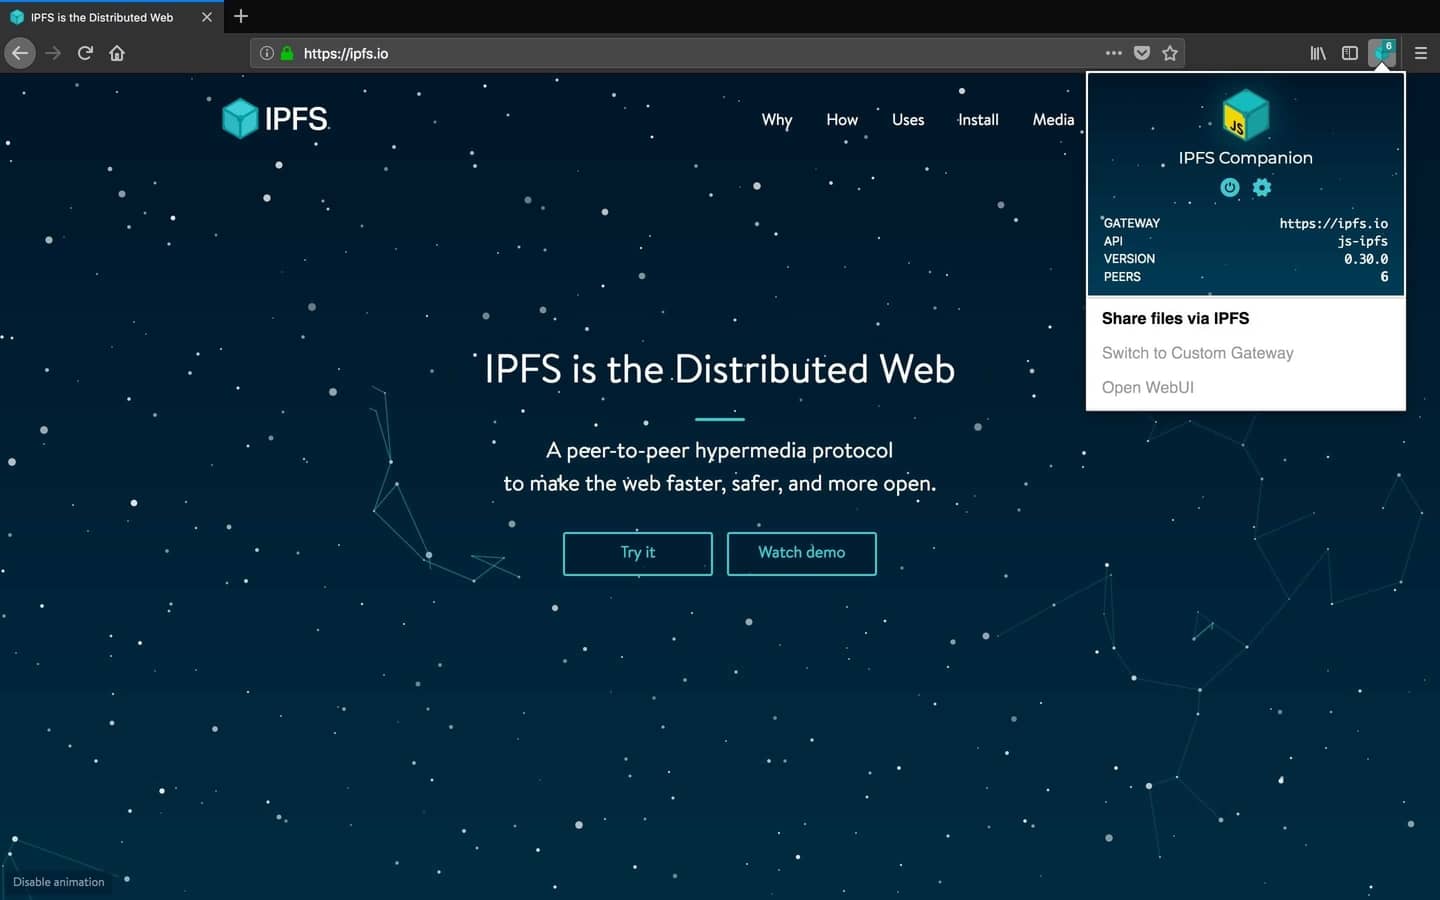 IPFS is the Distributed Web
https://ipfs.io
6
IPFS
Why
How
Uses
Install
Media
JS
IPFS Companion
GATEWAY https://ipfs.io
API js-ipfs
VERSION 0.30.0
PEERS 6
Share files via IPFS
Switch to Custom Gateway
Open WebUI
IPFS is the Distributed Web
A peer-to-peer hypermedia protocol
to make the web faster, safer, and more open.
Try it
Watch demo
Disable animation